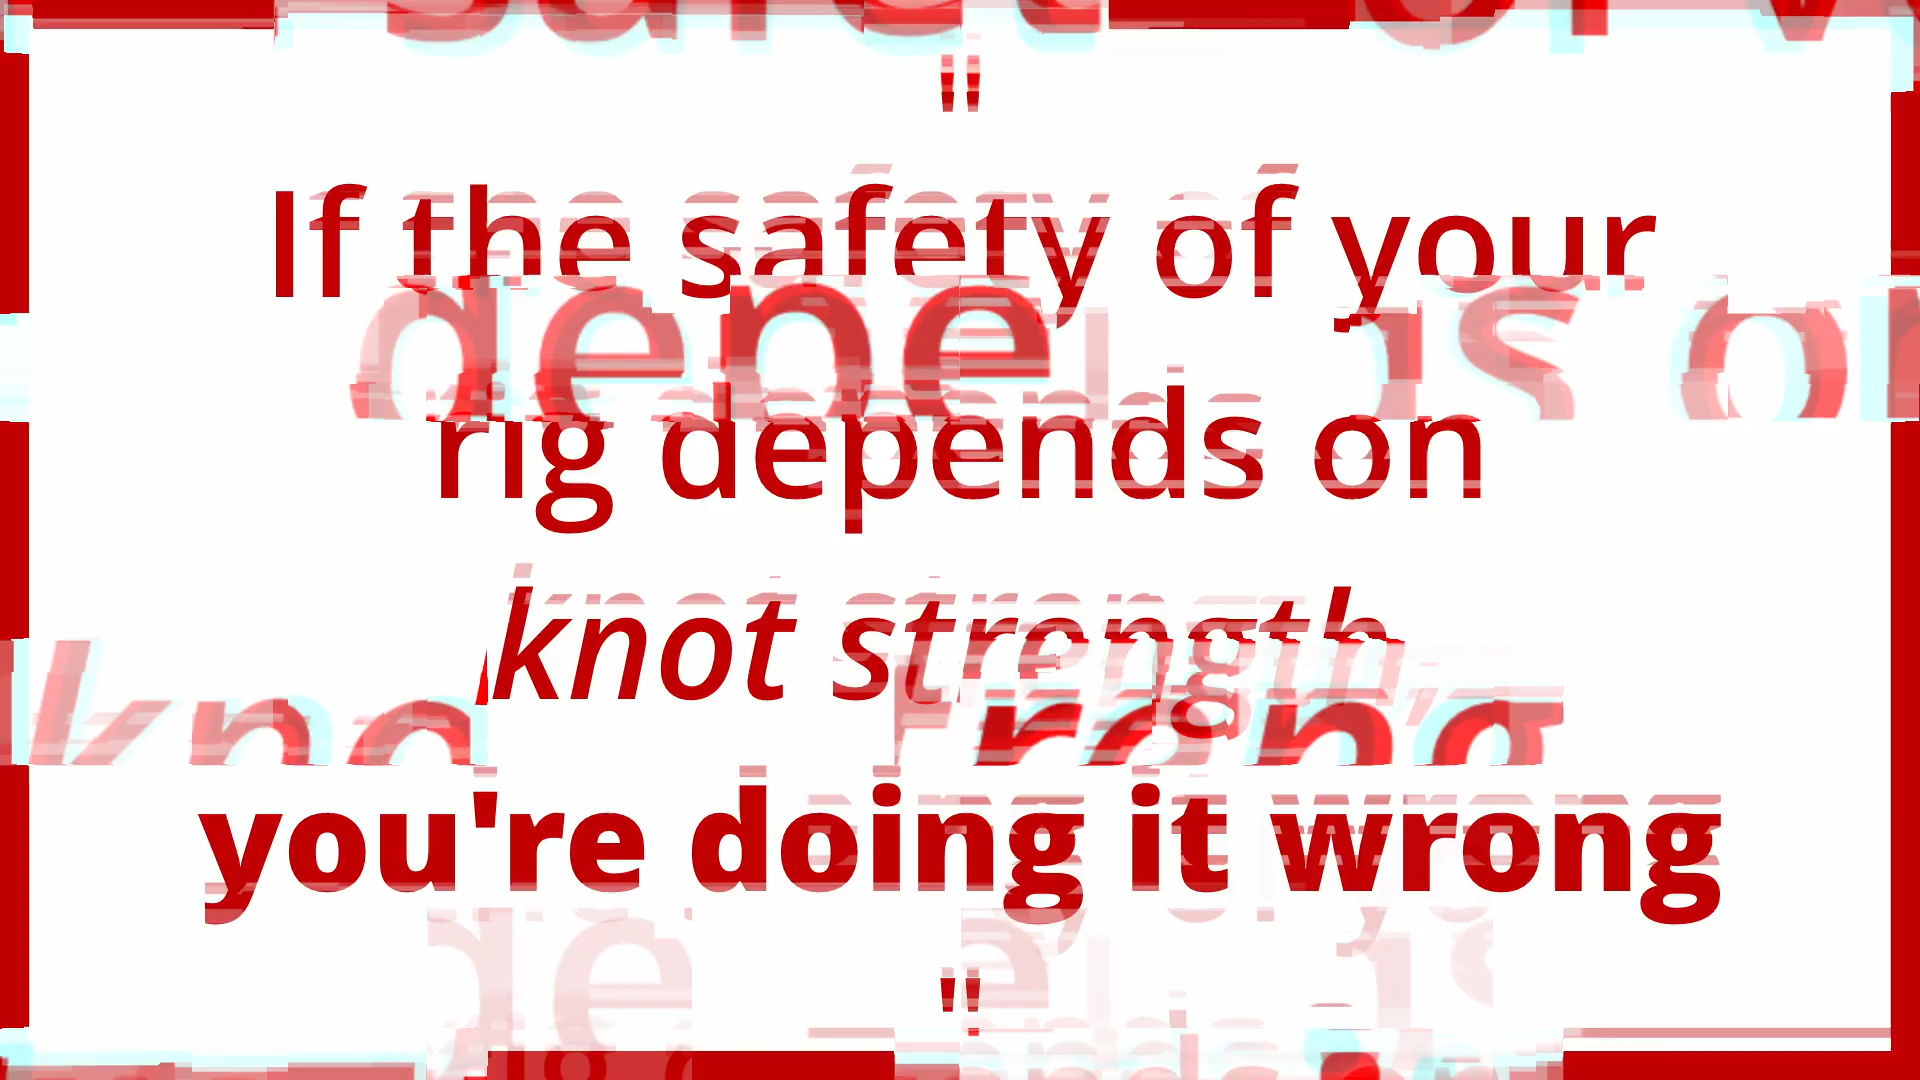 "
If the safety of your
rig depends on
knot strength,
you're doing it wrong
"